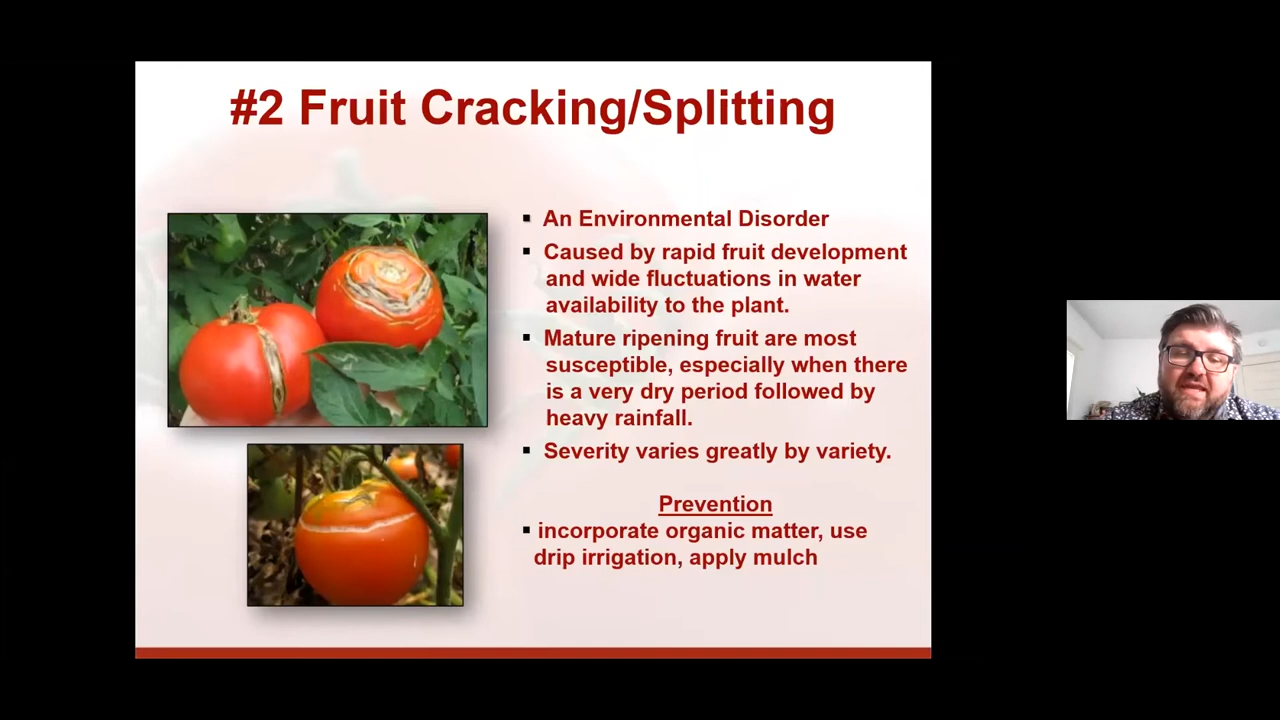 #2 Fruit Cracking/Splitting
▪ An Environmental Disorder
▪ Caused by rapid fruit development
and wide fluctuations in water
availability to the plant.
▪ Mature ripening fruit are most
susceptible, especially when there
is a very dry period followed by
heavy rainfall.
▪ Severity varies greatly by variety.
Prevention
▪ incorporate organic matter, use
drip irrigation, apply mulch